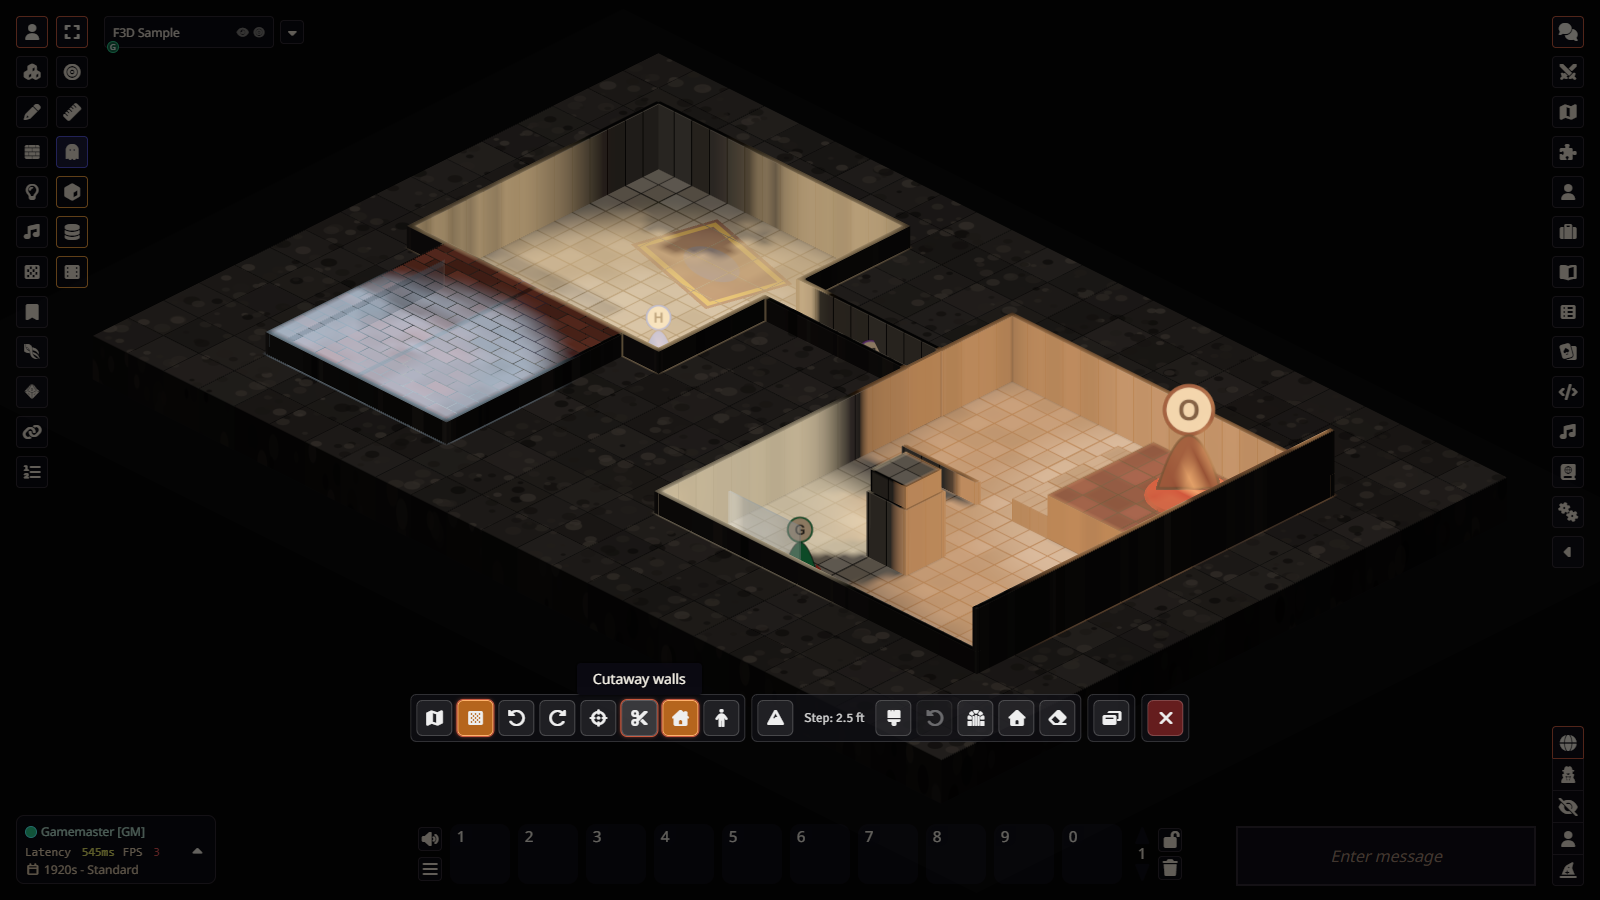 F3D Sample
G
H
O
G
Cutaway walls
Step: 2.5 ft
Gamemaster [GM]
Latency 545ms FPS 3
1920s - Standard
1 2 3 4 5 6 7 8 9 0
1
Enter message